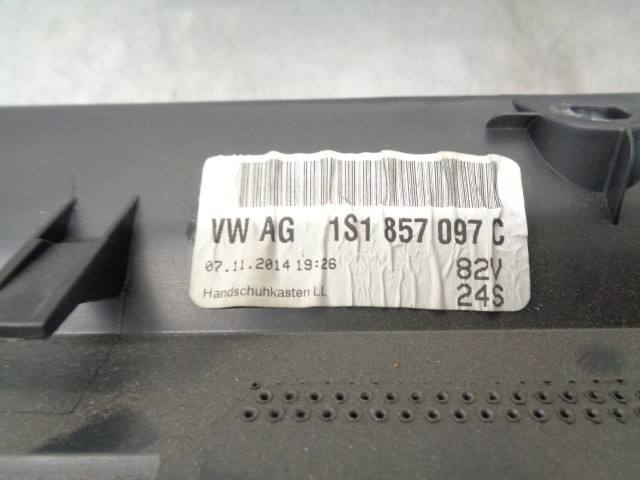 VW AG 1S1 857 097 C
07.11.2014 19:26 82V
Handschuhkasten LL 24S